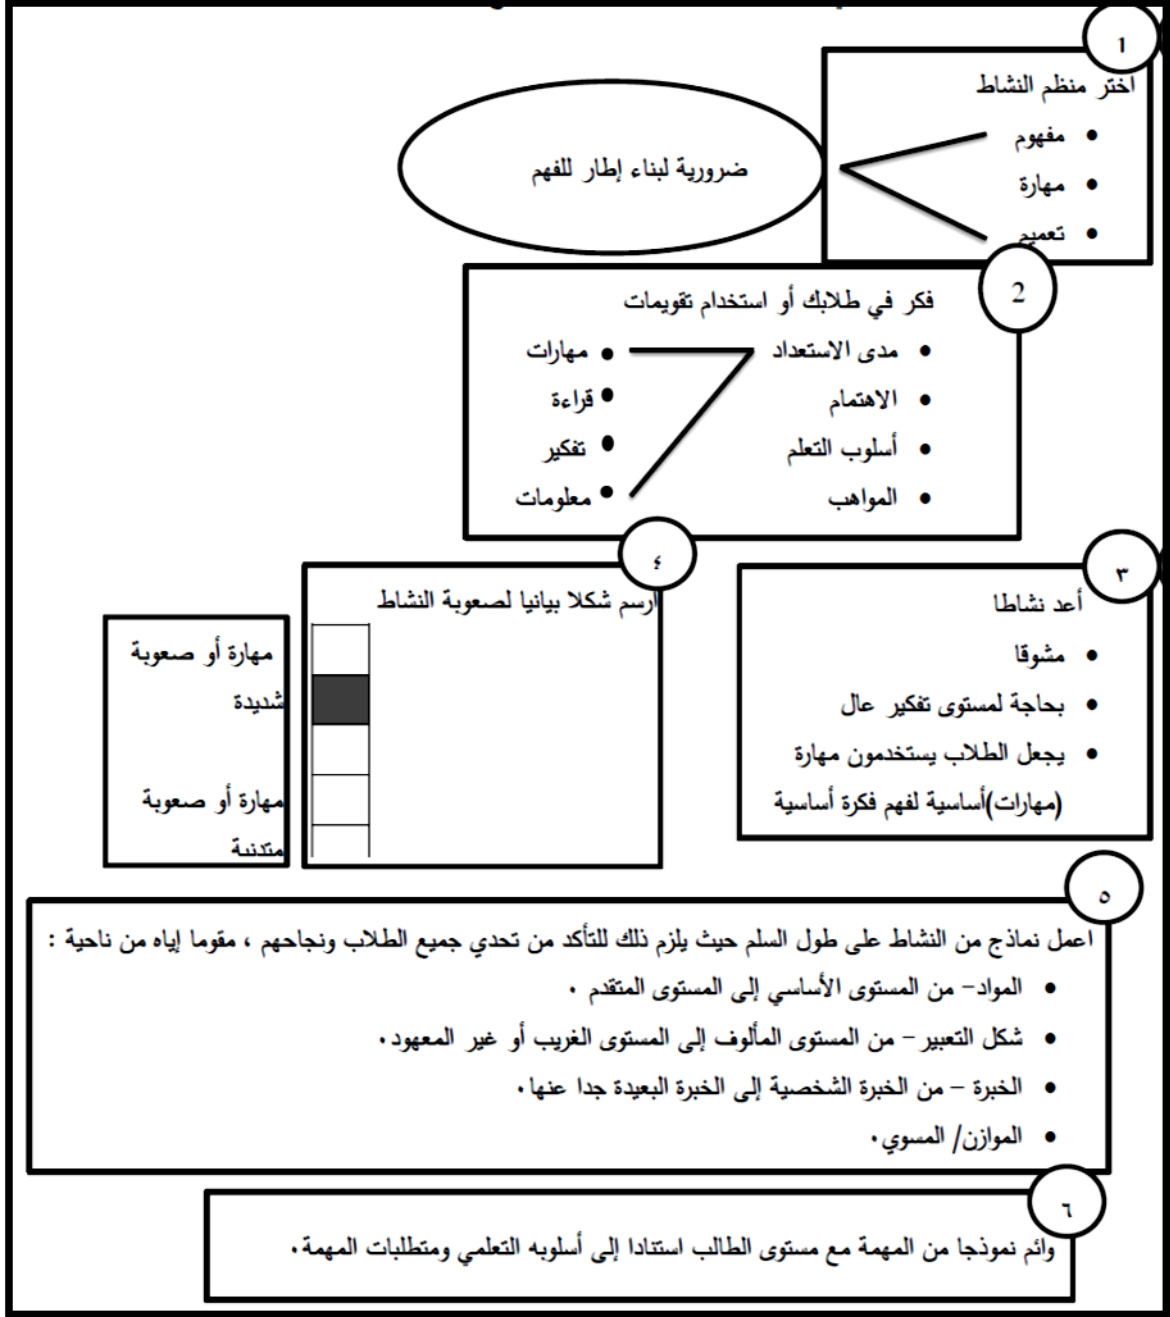 ١
اختر منظم النشاط
• مفهوم
• مهارة
• تعميم
ضرورية لبناء إطار للفهم
2
فكر في طلابك أو استخدام تقويمات
• مدى الاستعداد
• الاهتمام
• أسلوب التعلم
• المواهب
• مهارات
• قراءة
• تفكير
• معلومات
٣
أعد نشاطا
• مشوقا
• بحاجة لمستوى تفكير عال
• يجعل الطلاب يستخدمون مهارة
(مهارات)أساسية لفهم فكرة أساسية
٤
ارسم شكلا بيانيا لصعوبة النشاط
مهارة أو صعوبة
شديدة
مهارة أو صعوبة
متدنية
٥
اعمل نماذج من النشاط على طول السلم حيث يلزم ذلك للتأكد من تحدي جميع الطلاب ونجاحهم ، مقوما إياه من ناحية :
• المواد– من المستوى الأساسي إلى المستوى المتقدم .
• شكل التعبير – من المستوى المألوف إلى المستوى الغريب أو غير المعهود.
• الخبرة – من الخبرة الشخصية إلى الخبرة البعيدة جدا عنها.
• الموازن/ المسوي.
٦
وائم نموذجا من المهمة مع مستوى الطالب استنادا إلى أسلوبه التعلمي ومتطلبات المهمة.